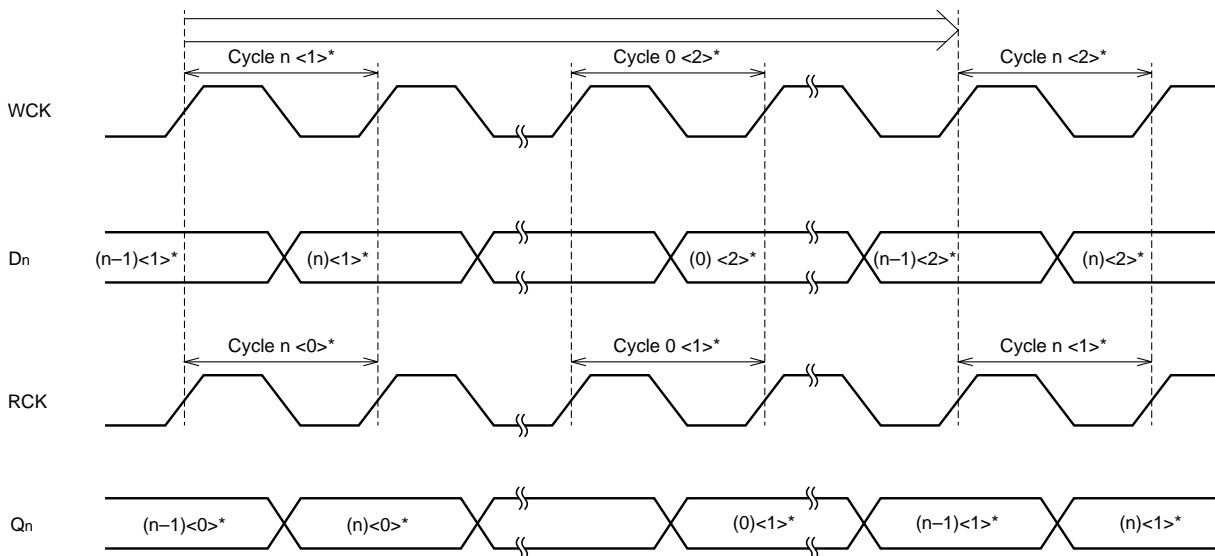 Cycle n <1>* Cycle 0 <2>* Cycle n <2>*
WCK
Dn (n–1)<1>* (n)<1>* (0) <2>* (n–1)<2>* (n)<2>*
Cycle n <0>* Cycle 0 <1>* Cycle n <1>*
RCK
Qn (n–1)<0>* (n)<0>* (0)<1>* (n–1)<1>* (n)<1>*